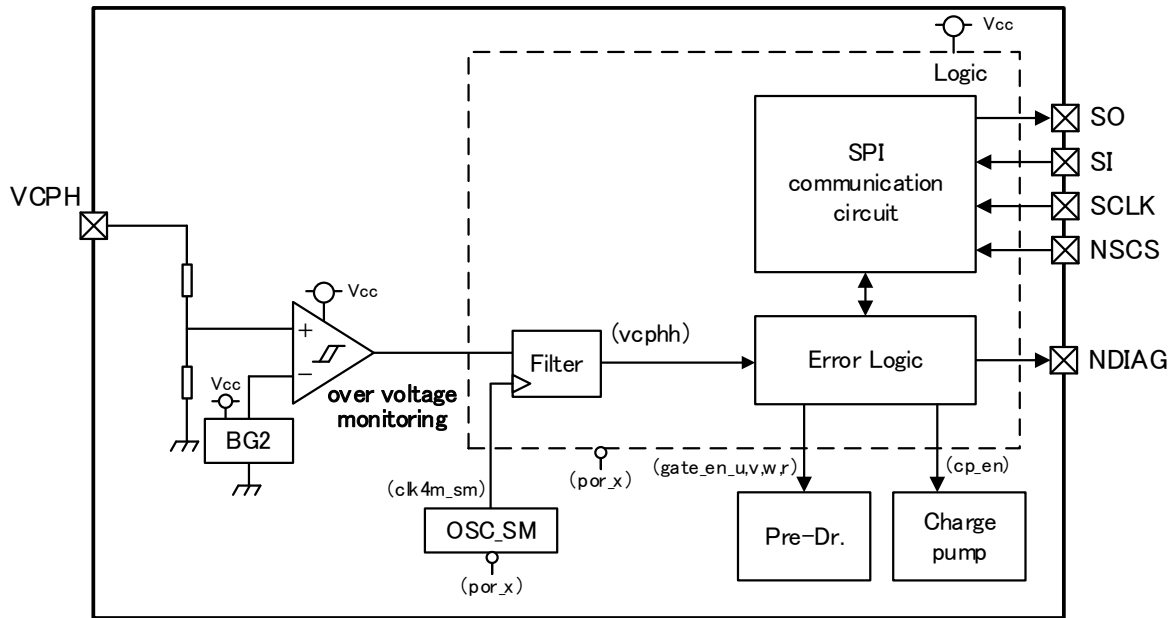 Vcc
Logic
SO
SPI
communication
circuit
SI
SCLK
NSCS
VCPH
Vcc
+
−
(vcphh)
Filter
Error Logic
NDIAG
over voltage
monitoring
Vcc
BG2
(clk4m_sm)
(por_x)
(gate_en_u,v,w,r)
(cp_en)
OSC_SM
(por_x)
Pre-Dr.
Charge
pump